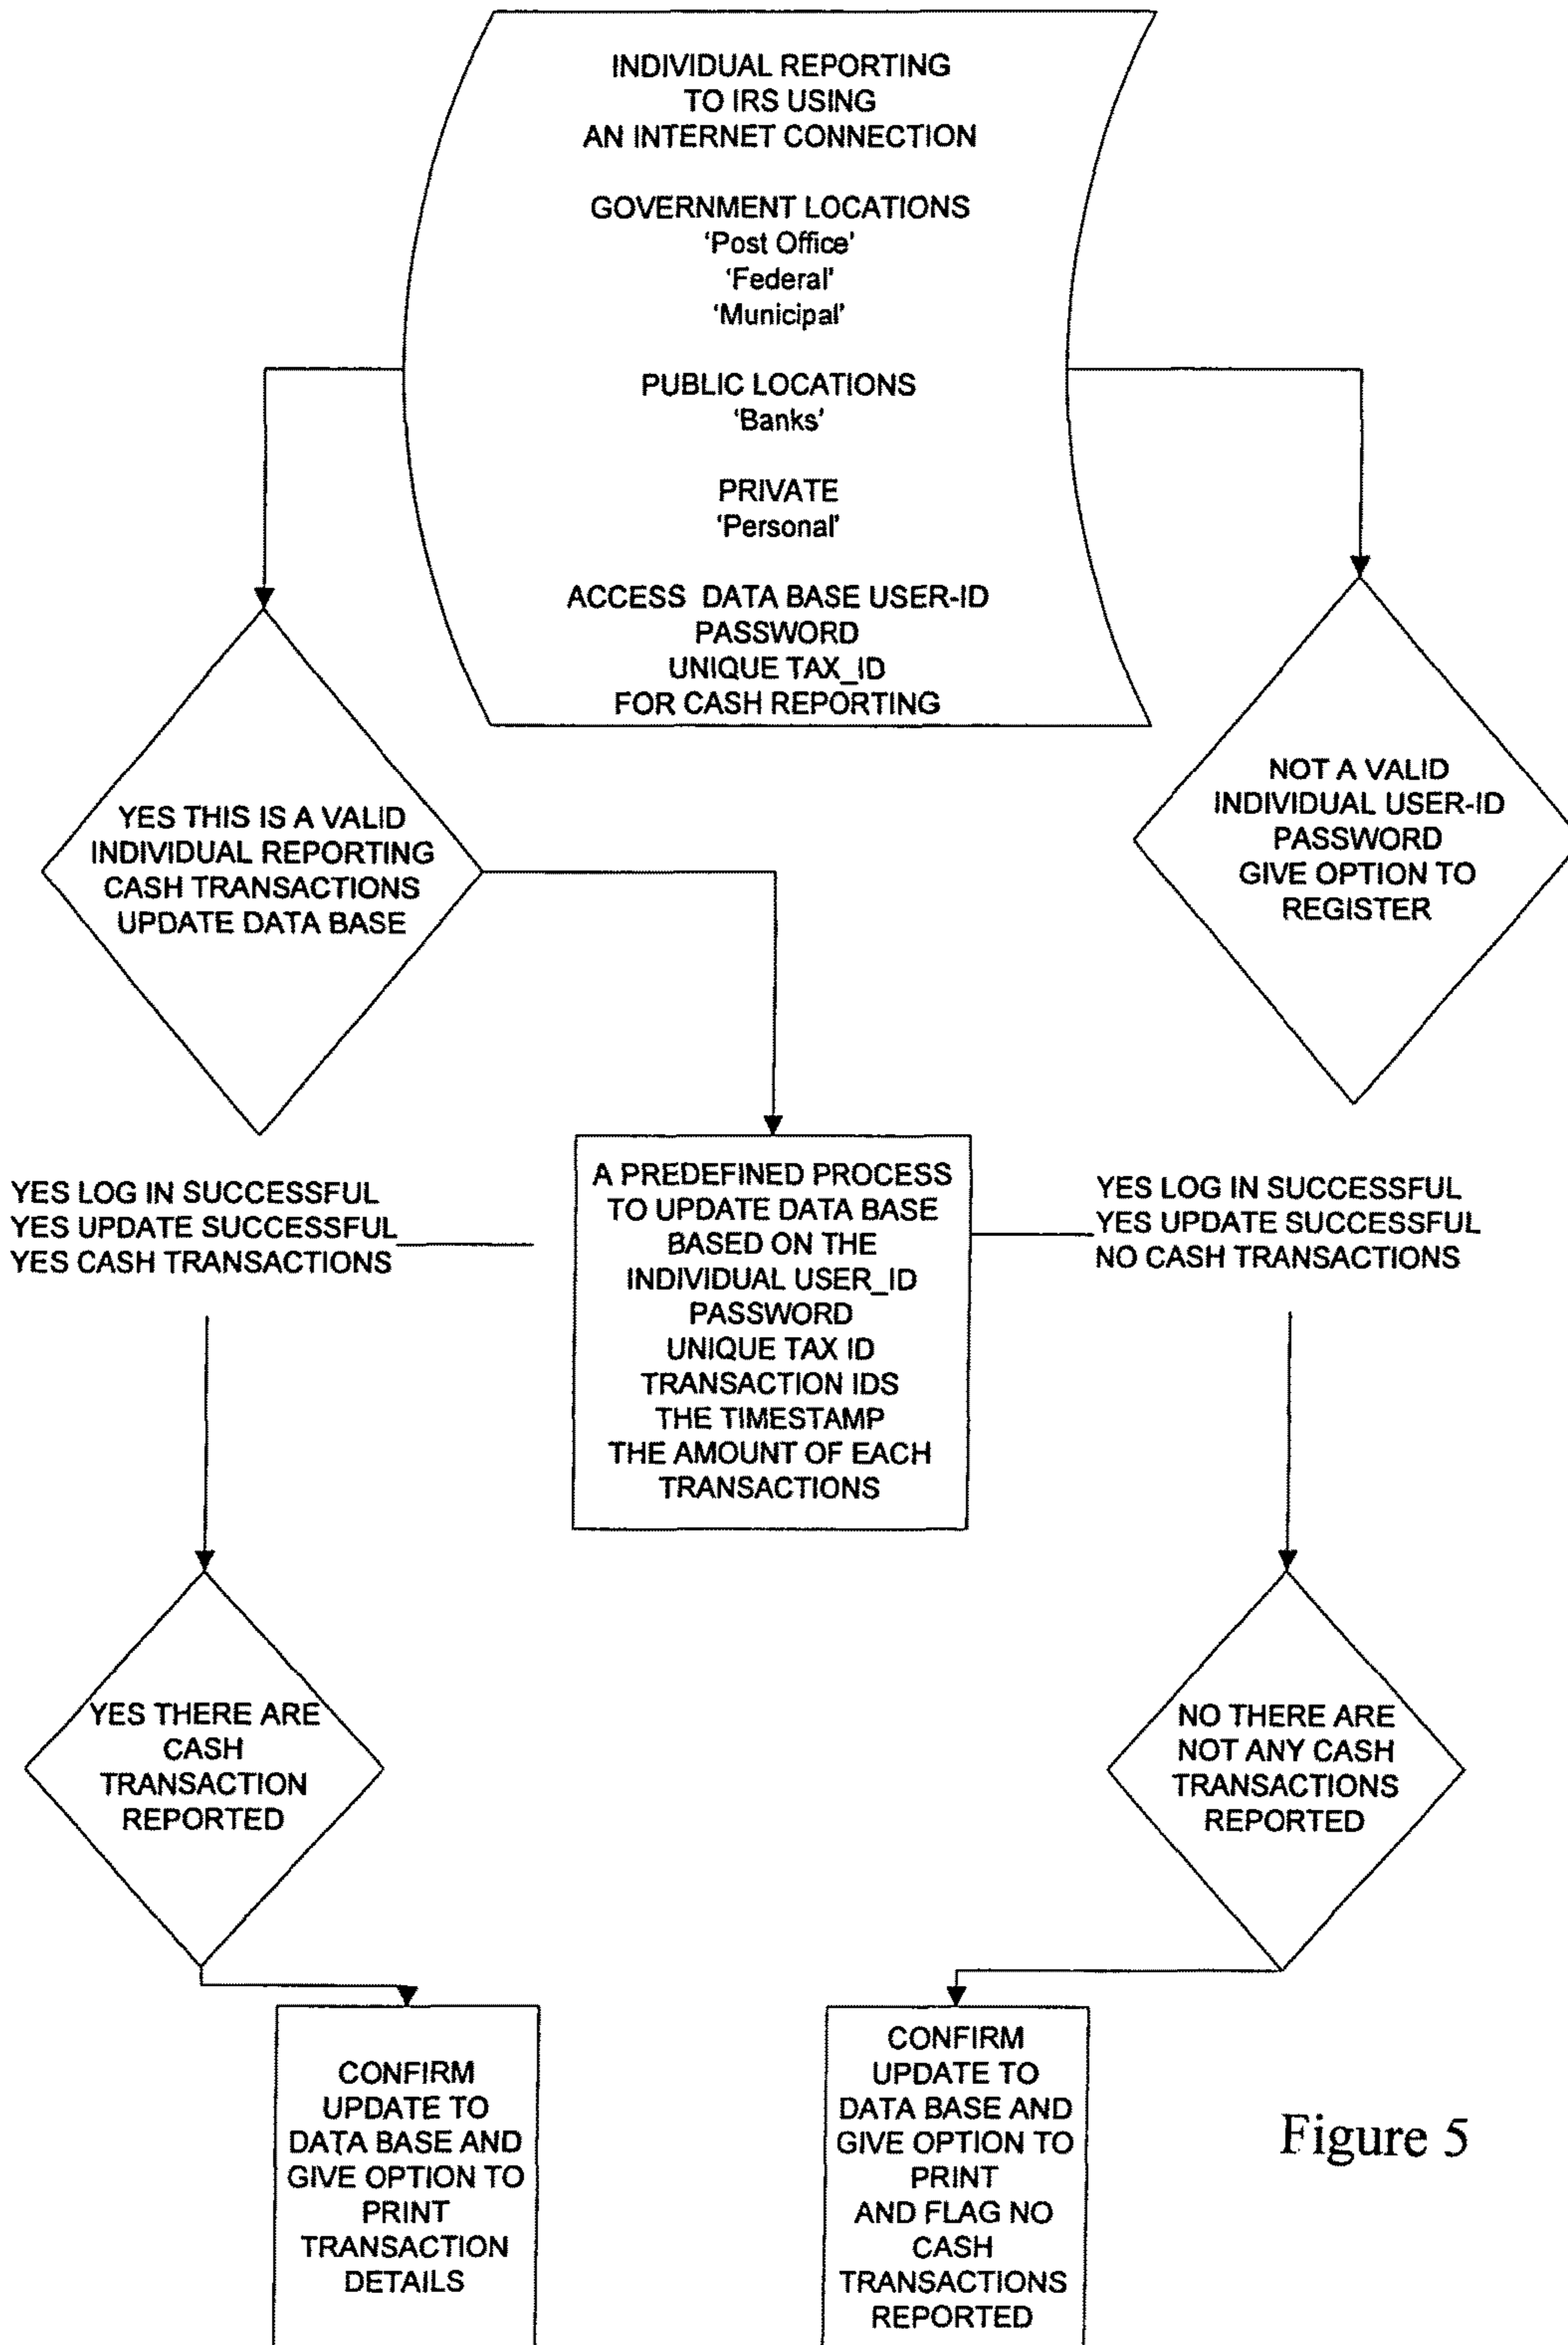 INDIVIDUAL REPORTING
TO IRS USING
AN INTERNET CONNECTION
GOVERNMENT LOCATIONS
'Post Office'
'Federal'
'Municipal'
PUBLIC LOCATIONS
'Banks'
PRIVATE
'Personal'
ACCESS DATA BASE USER-ID
PASSWORD
UNIQUE TAX_ID
FOR CASH REPORTING
YES THIS IS A VALID
INDIVIDUAL REPORTING
CASH TRANSACTIONS
UPDATE DATA BASE
NOT A VALID
INDIVIDUAL USER-ID
PASSWORD
GIVE OPTION TO
REGISTER
YES LOG IN SUCCESSFUL
YES UPDATE SUCCESSFUL
YES CASH TRANSACTIONS
A PREDEFINED PROCESS
TO UPDATE DATA BASE
BASED ON THE
INDIVIDUAL USER_ID
PASSWORD
UNIQUE TAX ID
TRANSACTION IDS
THE TIMESTAMP
THE AMOUNT OF EACH
TRANSACTIONS
YES LOG IN SUCCESSFUL
YES UPDATE SUCCESSFUL
NO CASH TRANSACTIONS
YES THERE ARE
CASH
TRANSACTION
REPORTED
NO THERE ARE
NOT ANY CASH
TRANSACTIONS
REPORTED
CONFIRM
UPDATE TO
DATA BASE AND
GIVE OPTION TO
PRINT
TRANSACTION
DETAILS
CONFIRM
UPDATE TO
DATA BASE AND
GIVE OPTION TO
PRINT
AND FLAG NO
CASH
TRANSACTIONS
REPORTED
Figure 5